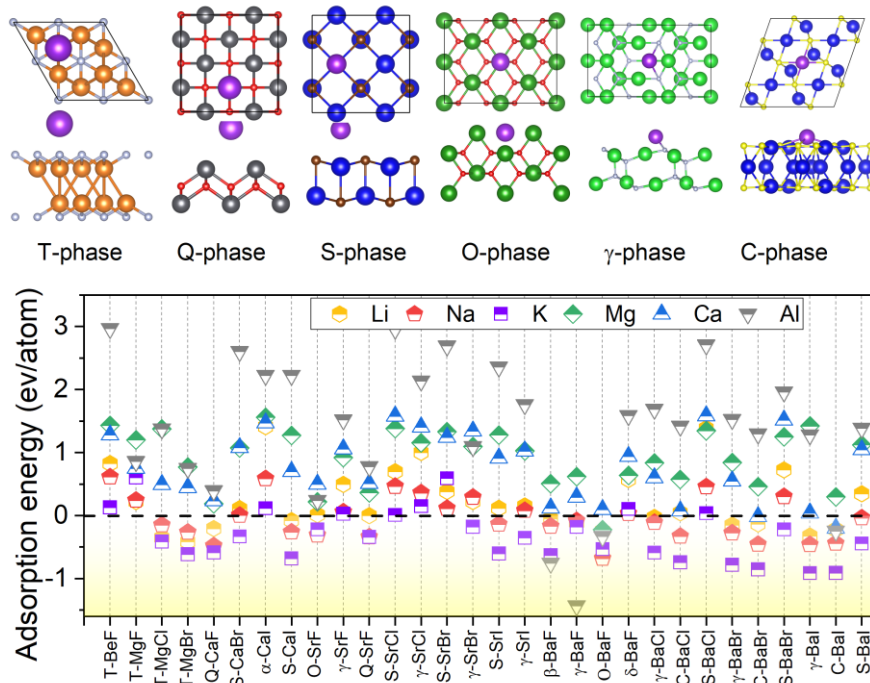 T-phase Q-phase S-phase O-phase γ-phase C-phase
Li Na K Mg Ca Al
Adsorption energy (ev/atom)
3
2
1
0
-1
T-BeF
T-MgF
T-MgCl
T-MgBr
Q-CaF
S-CaBr
α-CaI
S-CaI
O-SrF
γ-SrF
Q-SrF
S-SrCl
γ-SrCl
S-SrBr
γ-SrBr
S-SrI
γ-SrI
β-BaF
γ-BaF
O-BaF
δ-BaF
γ-BaCl
C-BaCl
S-BaCl
γ-BaBr
C-BaBr
S-BaBr
γ-BaI
C-BaI
S-BaI